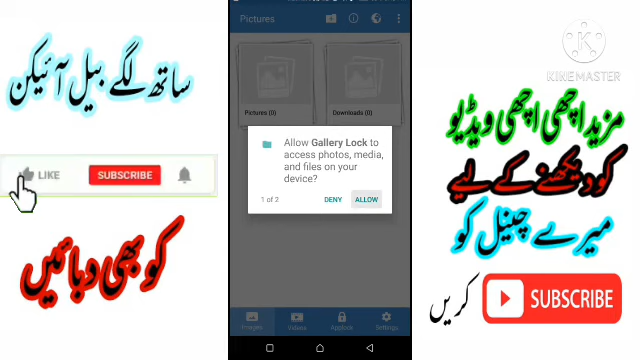 ساتھ لگے بیل آئیکن
LIKE
SUBSCRIBE
کو بھی دبائیں
Pictures
Pictures (0)
Downloads (0)
Allow Gallery Lock to
access photos, media,
and files on your
device?
1 of 2
DENY
ALLOW
Images
Videos
Applock
Settings
KINEMASTER
مزید اچھی اچھی ویڈیو
کو دیکھنے کے لیے
میرے چینل کو
SUBSCRIBE
کریں